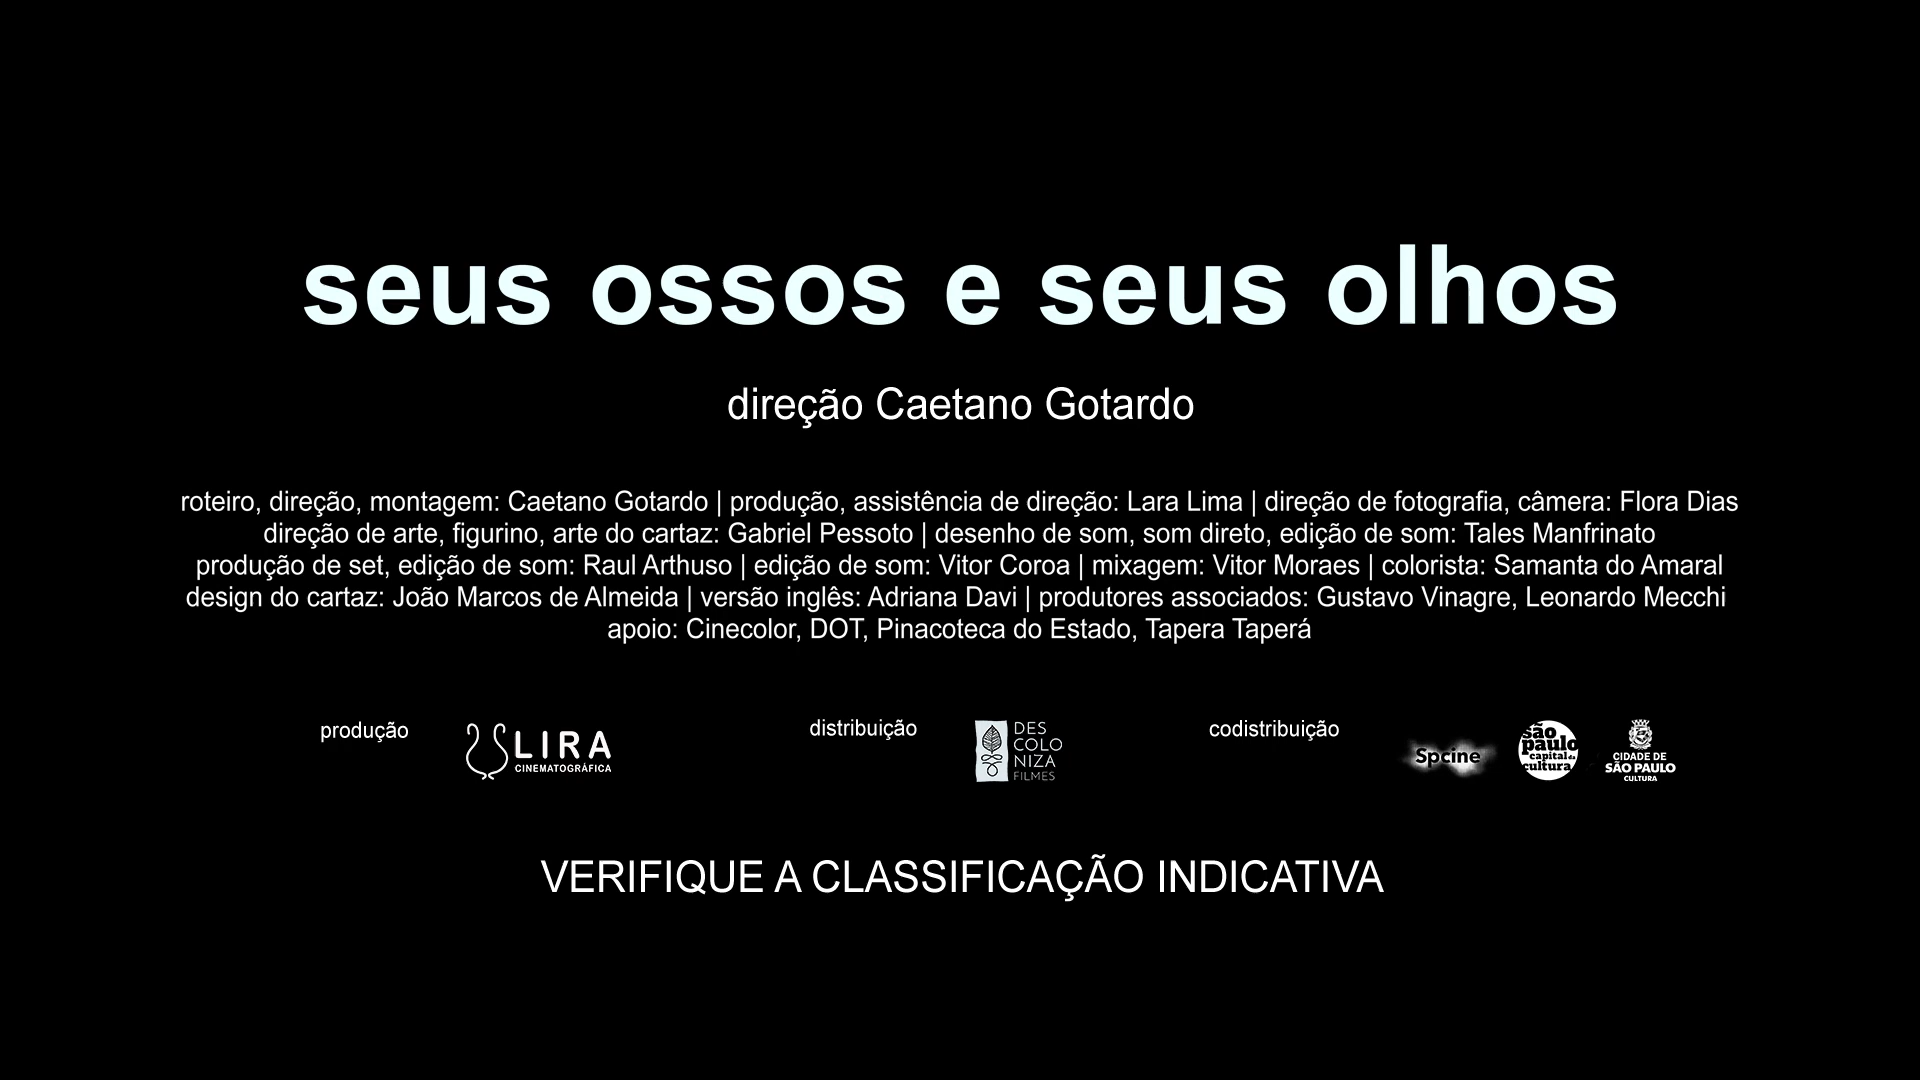 seus ossos e seus olhos
direção Caetano Gotardo
roteiro, direção, montagem: Caetano Gotardo | produção, assistência de direção: Lara Lima | direção de fotografia, câmera: Flora Dias
direção de arte, figurino, arte do cartaz: Gabriel Pessoto | desenho de som, som direto, edição de som: Tales Manfrinato
produção de set, edição de som: Raul Arthuso | edição de som: Vitor Coroa | mixagem: Vitor Moraes | colorista: Samanta do Amaral
design do cartaz: João Marcos de Almeida | versão inglês: Adriana Davi | produtores associados: Gustavo Vinagre, Leonardo Mecchi
apoio: Cinecolor, DOT, Pinacoteca do Estado, Tapera Taperá
produção
LIRA
CINEMATOGRÁFICA
distribuição
DES
COLO
NIZA
FILMES
codistribuição
Spcine
são
paulo
capital da
cultura
CIDADE DE
SÃO PAULO
CULTURA
VERIFIQUE A CLASSIFICAÇÃO INDICATIVA